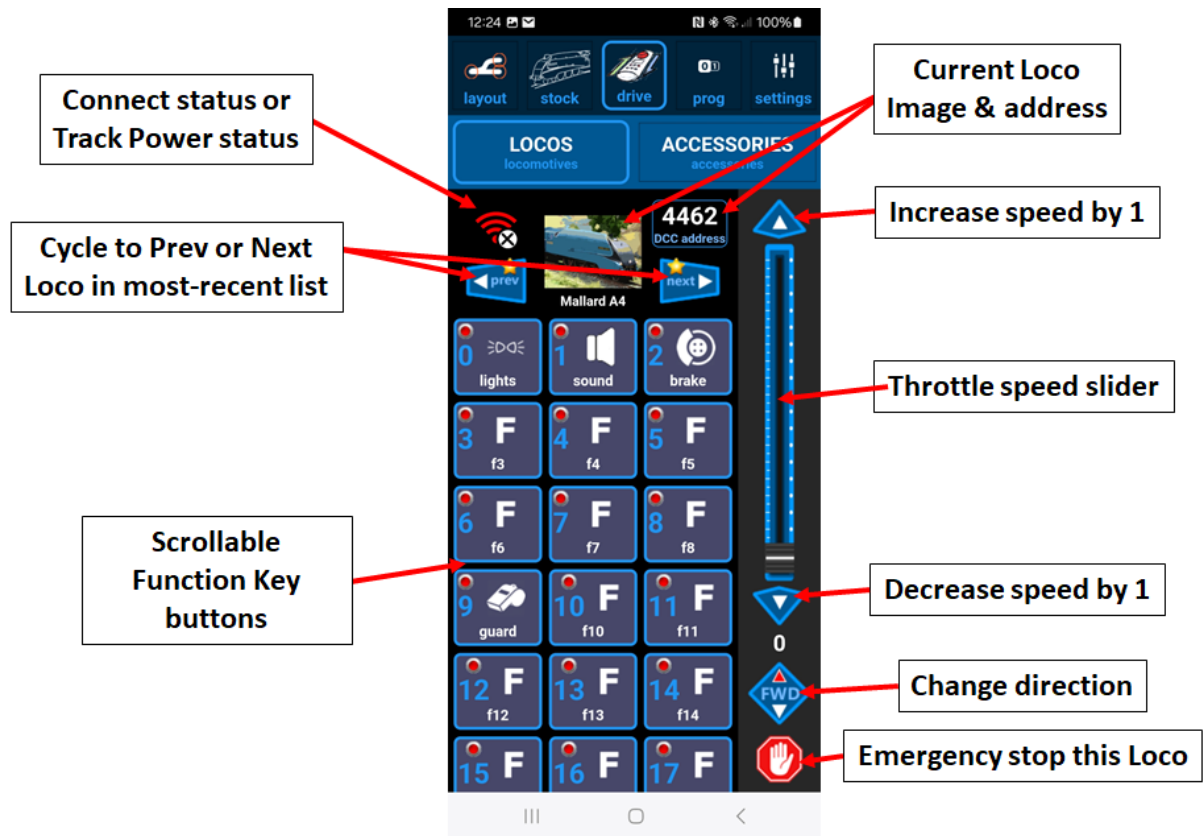 12:24
100%
layout
stock
drive
prog
settings
LOCOS
locomotives
ACCESSORIES
accessories
4462
DCC address
prev
next
Mallard A4
0
lights
1
sound
2
brake
3 F
f3
4 F
f4
5 F
f5
6 F
f6
7 F
f7
8 F
f8
9
guard
10 F
f10
11 F
f11
12 F
f12
13 F
f13
14 F
f14
15 F
16 F
17 F
0
FWD
Connect status or
Track Power status
Cycle to Prev or Next
Loco in most-recent list
Scrollable
Function Key
buttons
Current Loco
Image & address
Increase speed by 1
Throttle speed slider
Decrease speed by 1
Change direction
Emergency stop this Loco